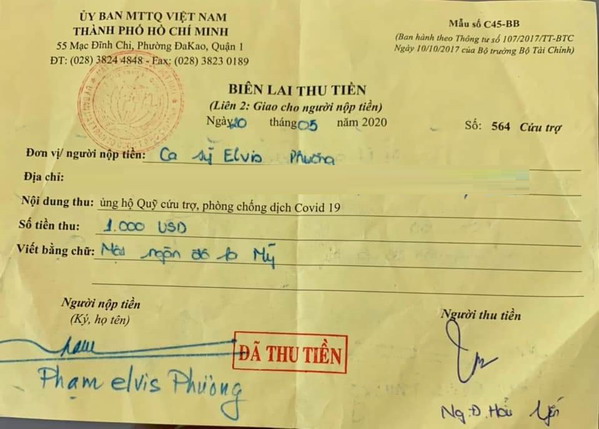 ỦY BAN MTTQ VIỆT NAM
THÀNH PHỐ HỒ CHÍ MINH
55 Mạc Đĩnh Chi, Phường ĐaKao, Quận 1
ĐT: (028) 3824 4848 - Fax: (028) 3823 0189
Mẫu số C45-BB
(Ban hành theo Thông tư số 107/2017/TT-BTC
Ngày 10/10/2017 của Bộ trưởng Bộ Tài Chính)
BIÊN LAI THU TIỀN
(Liên 2: Giao cho người nộp tiền)
Ngày 20 tháng 05 năm 2020
Số: 564 Cứu trợ
Đơn vị/ người nộp tiền: Ca sỹ Elvis Phương
Địa chỉ:
Nội dung thu: ủng hộ Quỹ cứu trợ, phòng chống dịch Covid 19
Số tiền thu: 1.000 USD
Viết bằng chữ: Một ngàn đô la Mỹ
Người nộp tiền
(Ký, họ tên)
Người thu tiền
ĐÃ THU TIỀN
Phạm elvis Phương
Ng. Đ. Hải Yến